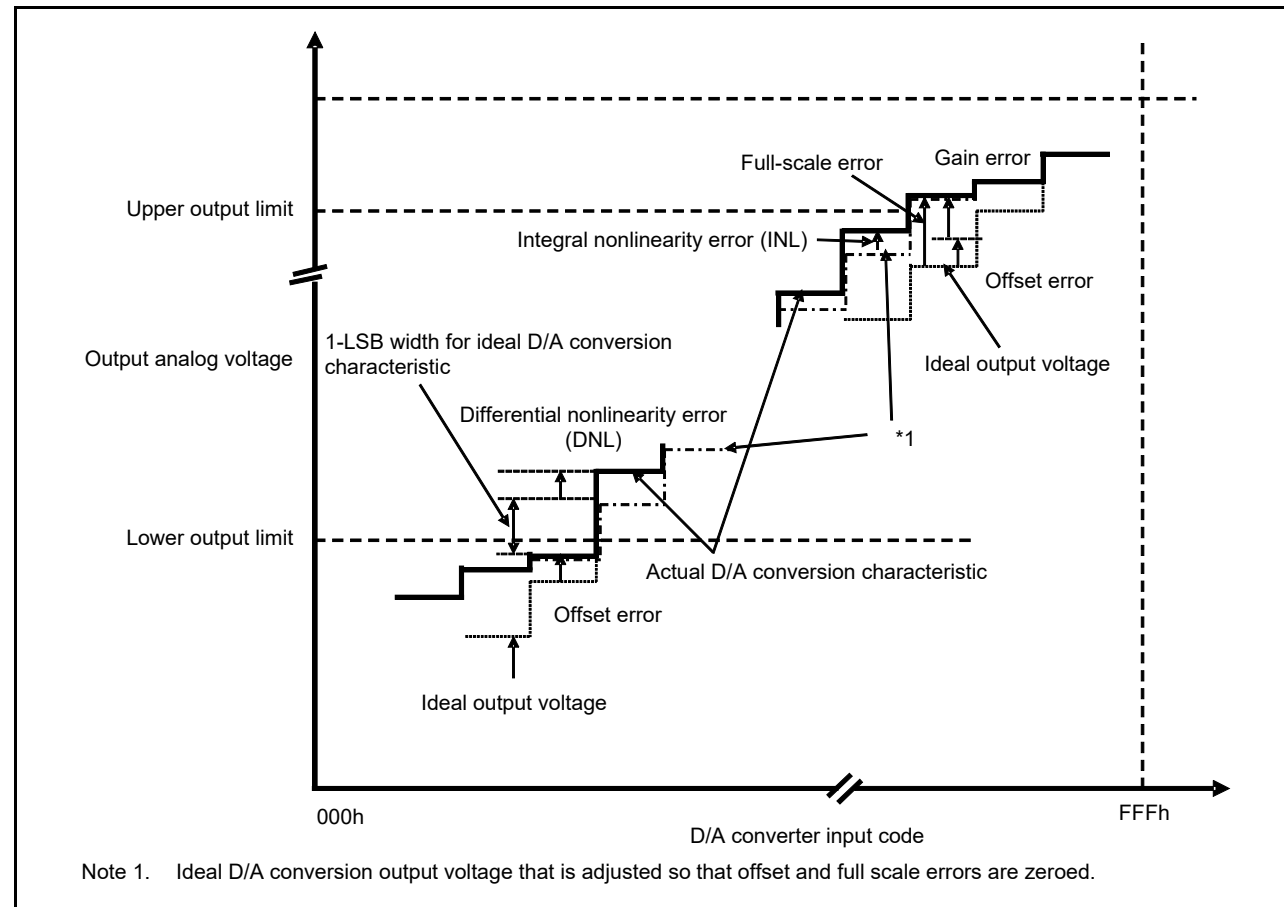 Full-scale error
Gain error
Upper output limit
Integral nonlinearity error (INL)
Offset error
1-LSB width for ideal D/A conversion
characteristic
Output analog voltage
Ideal output voltage
Differential nonlinearity error
(DNL)
*1
Lower output limit
Actual D/A conversion characteristic
Offset error
Ideal output voltage
000h
FFFh
D/A converter input code
Note 1. Ideal D/A conversion output voltage that is adjusted so that offset and full scale errors are zeroed.